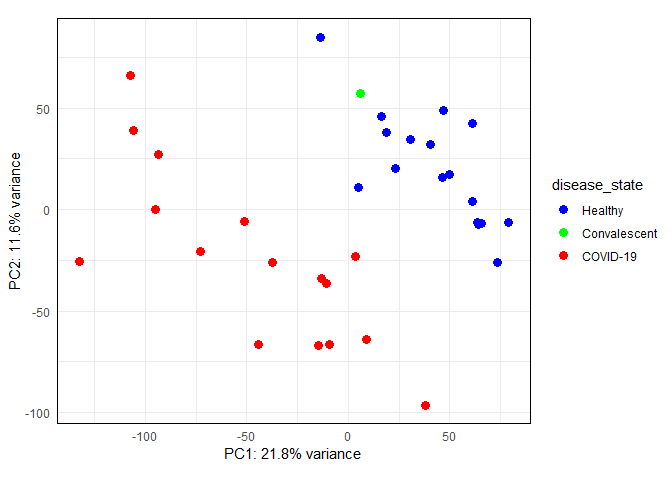 50
0
-50
-100
PC2: 11.6% variance
-100
-50
0
50
PC1: 21.8% variance
disease_state
Healthy
Convalescent
COVID-19